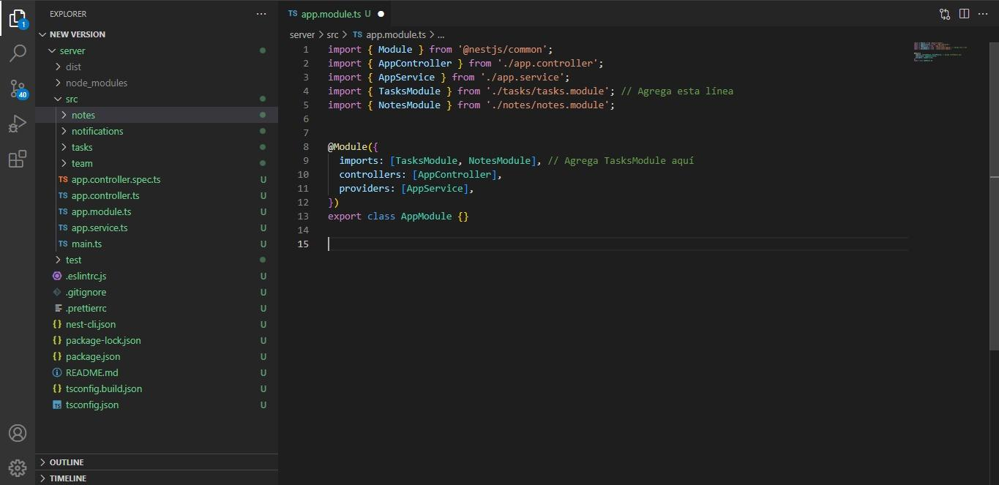 EXPLORER
NEW VERSION
server
dist
node_modules
src
notes
notifications
tasks
team
TS app.controller.spec.ts U
TS app.controller.ts U
TS app.module.ts U
TS app.service.ts U
TS main.ts U
test
.eslintrc.js U
.gitignore U
.prettierrc U
{} nest-cli.json U
{} package-lock.json U
{} package.json U
README.md U
{} tsconfig.build.json U
TS tsconfig.json U
OUTLINE
TIMELINE
1
40
TS app.module.ts U
server > src > TS app.module.ts > ...
1 import { Module } from '@nestjs/common';
2 import { AppController } from './app.controller';
3 import { AppService } from './app.service';
4 import { TasksModule } from './tasks/tasks.module'; // Agrega esta línea
5 import { NotesModule } from './notes/notes.module';
6
7
8 @Module({
9 imports: [TasksModule, NotesModule], // Agrega TasksModule aquí
10 controllers: [AppController],
11 providers: [AppService],
12 })
13 export class AppModule {}
14
15